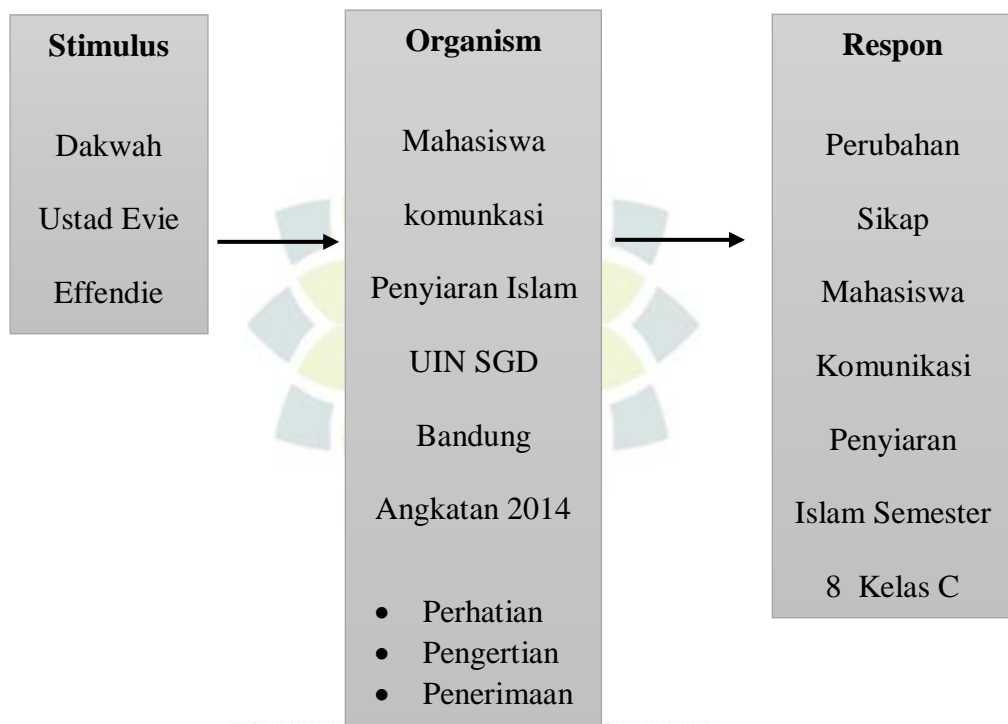 Stimulus
Dakwah
Ustad Evie
Effendie
Organism
Mahasiswa
komunkasi
Penyiaran Islam
UIN SGD
Bandung
Angkatan 2014
• Perhatian
• Pengertian
• Penerimaan
Respon
Perubahan
Sikap
Mahasiswa
Komunikasi
Penyiaran
Islam Semester
8 Kelas C